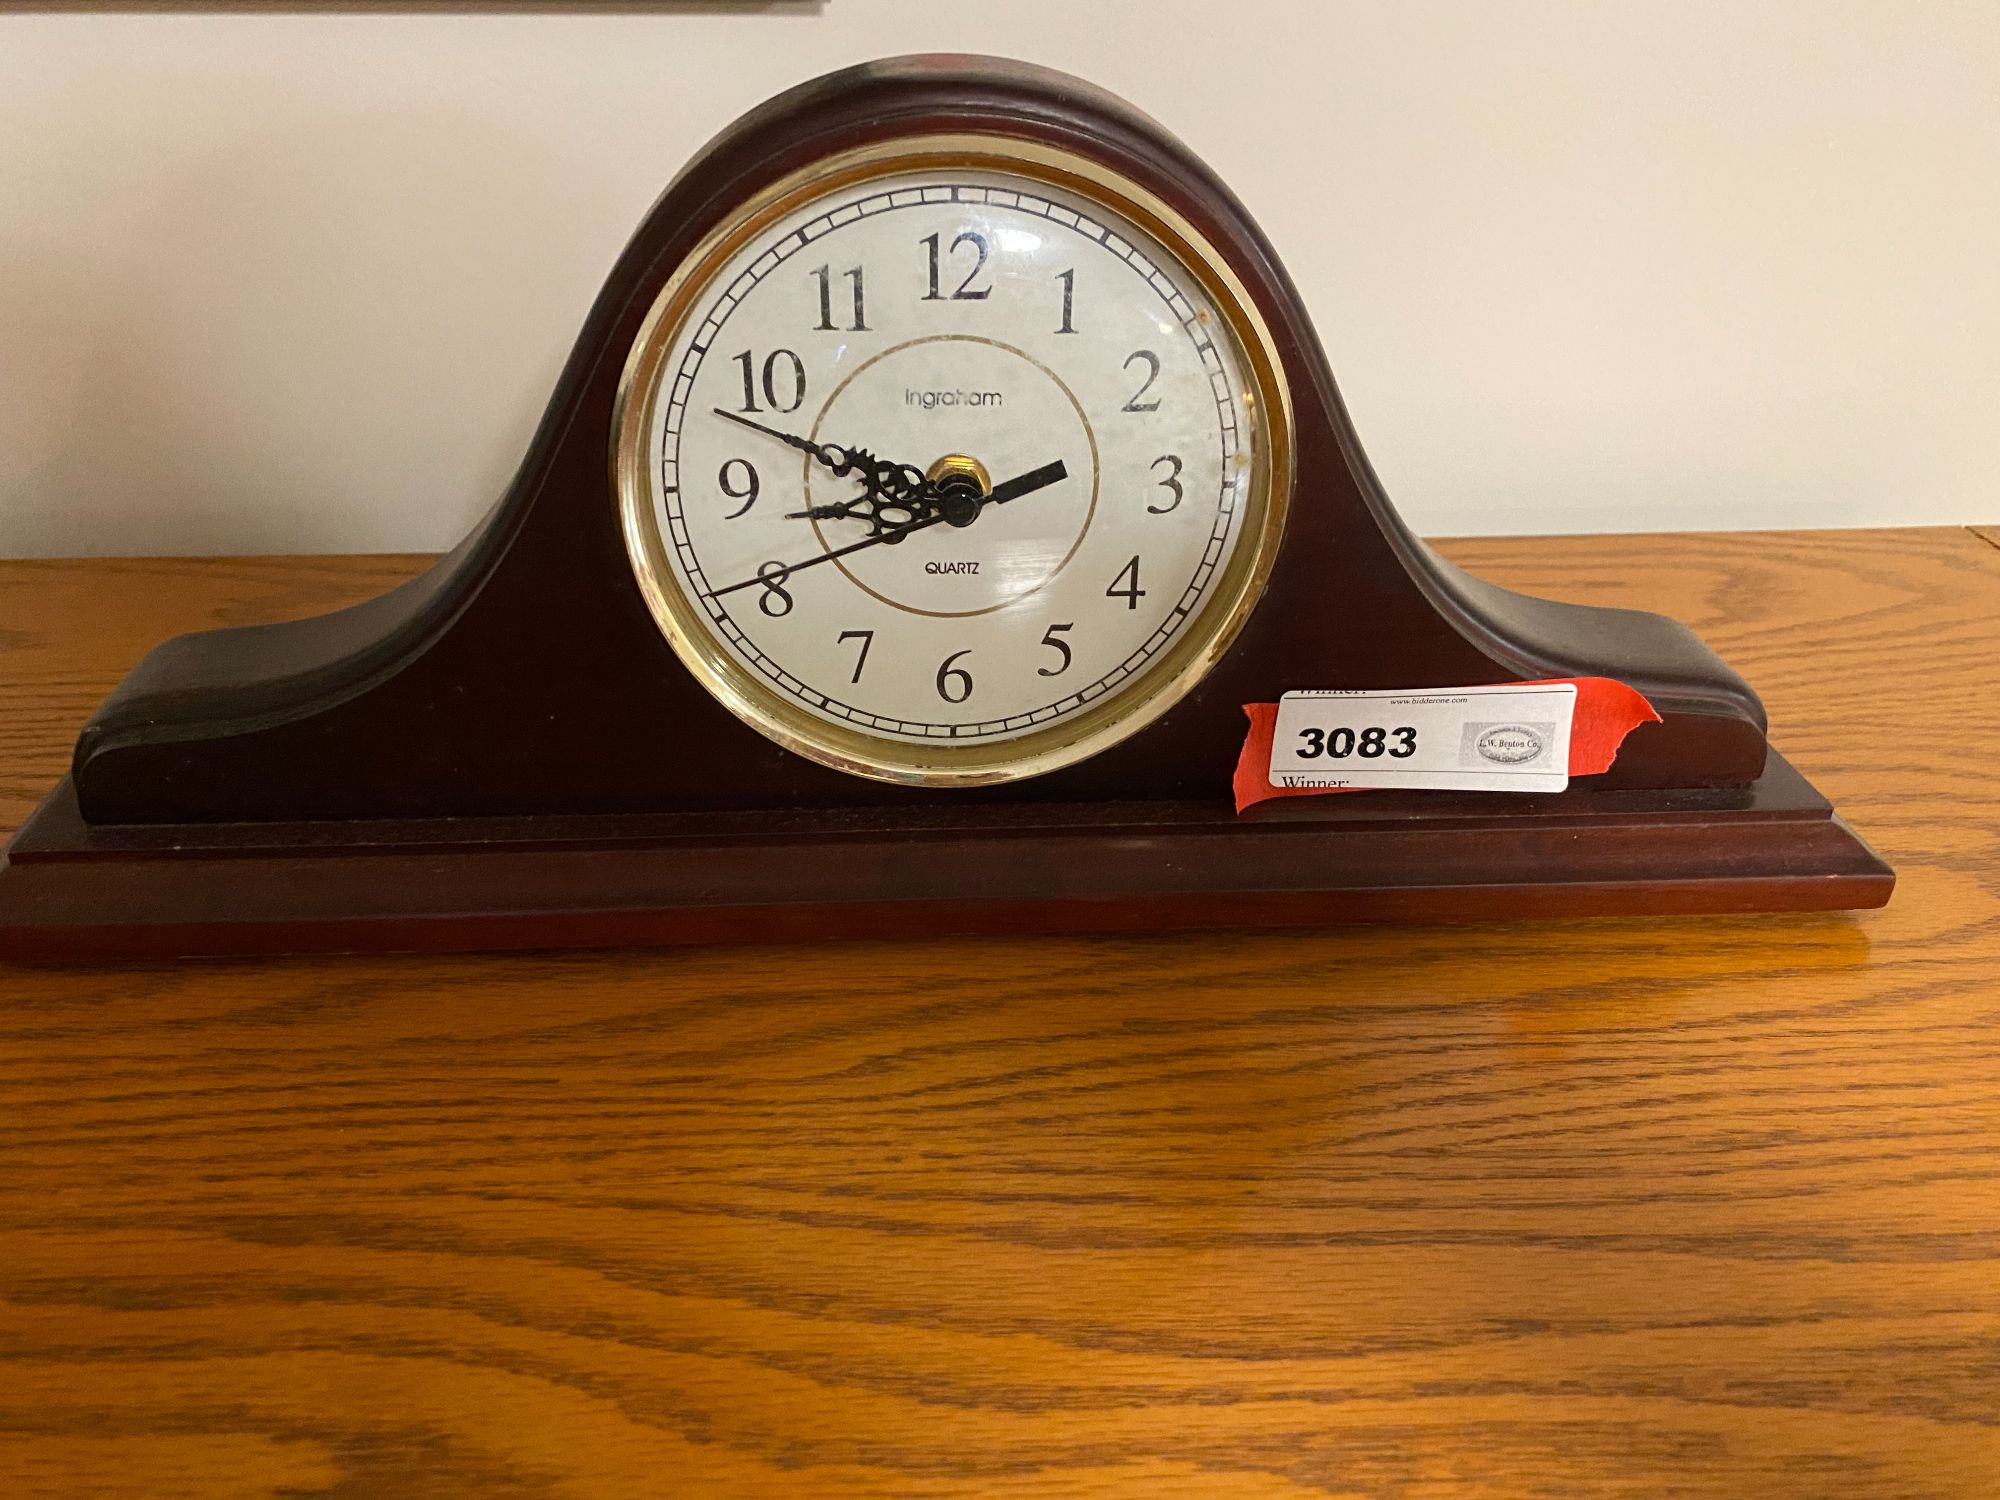 12
11 1
10 2
Ingraham
9 3
QUARTZ
8 4
7 5
6
Winner:
www.bidderone.com
3083
L.W. Benton Co.
Winner: